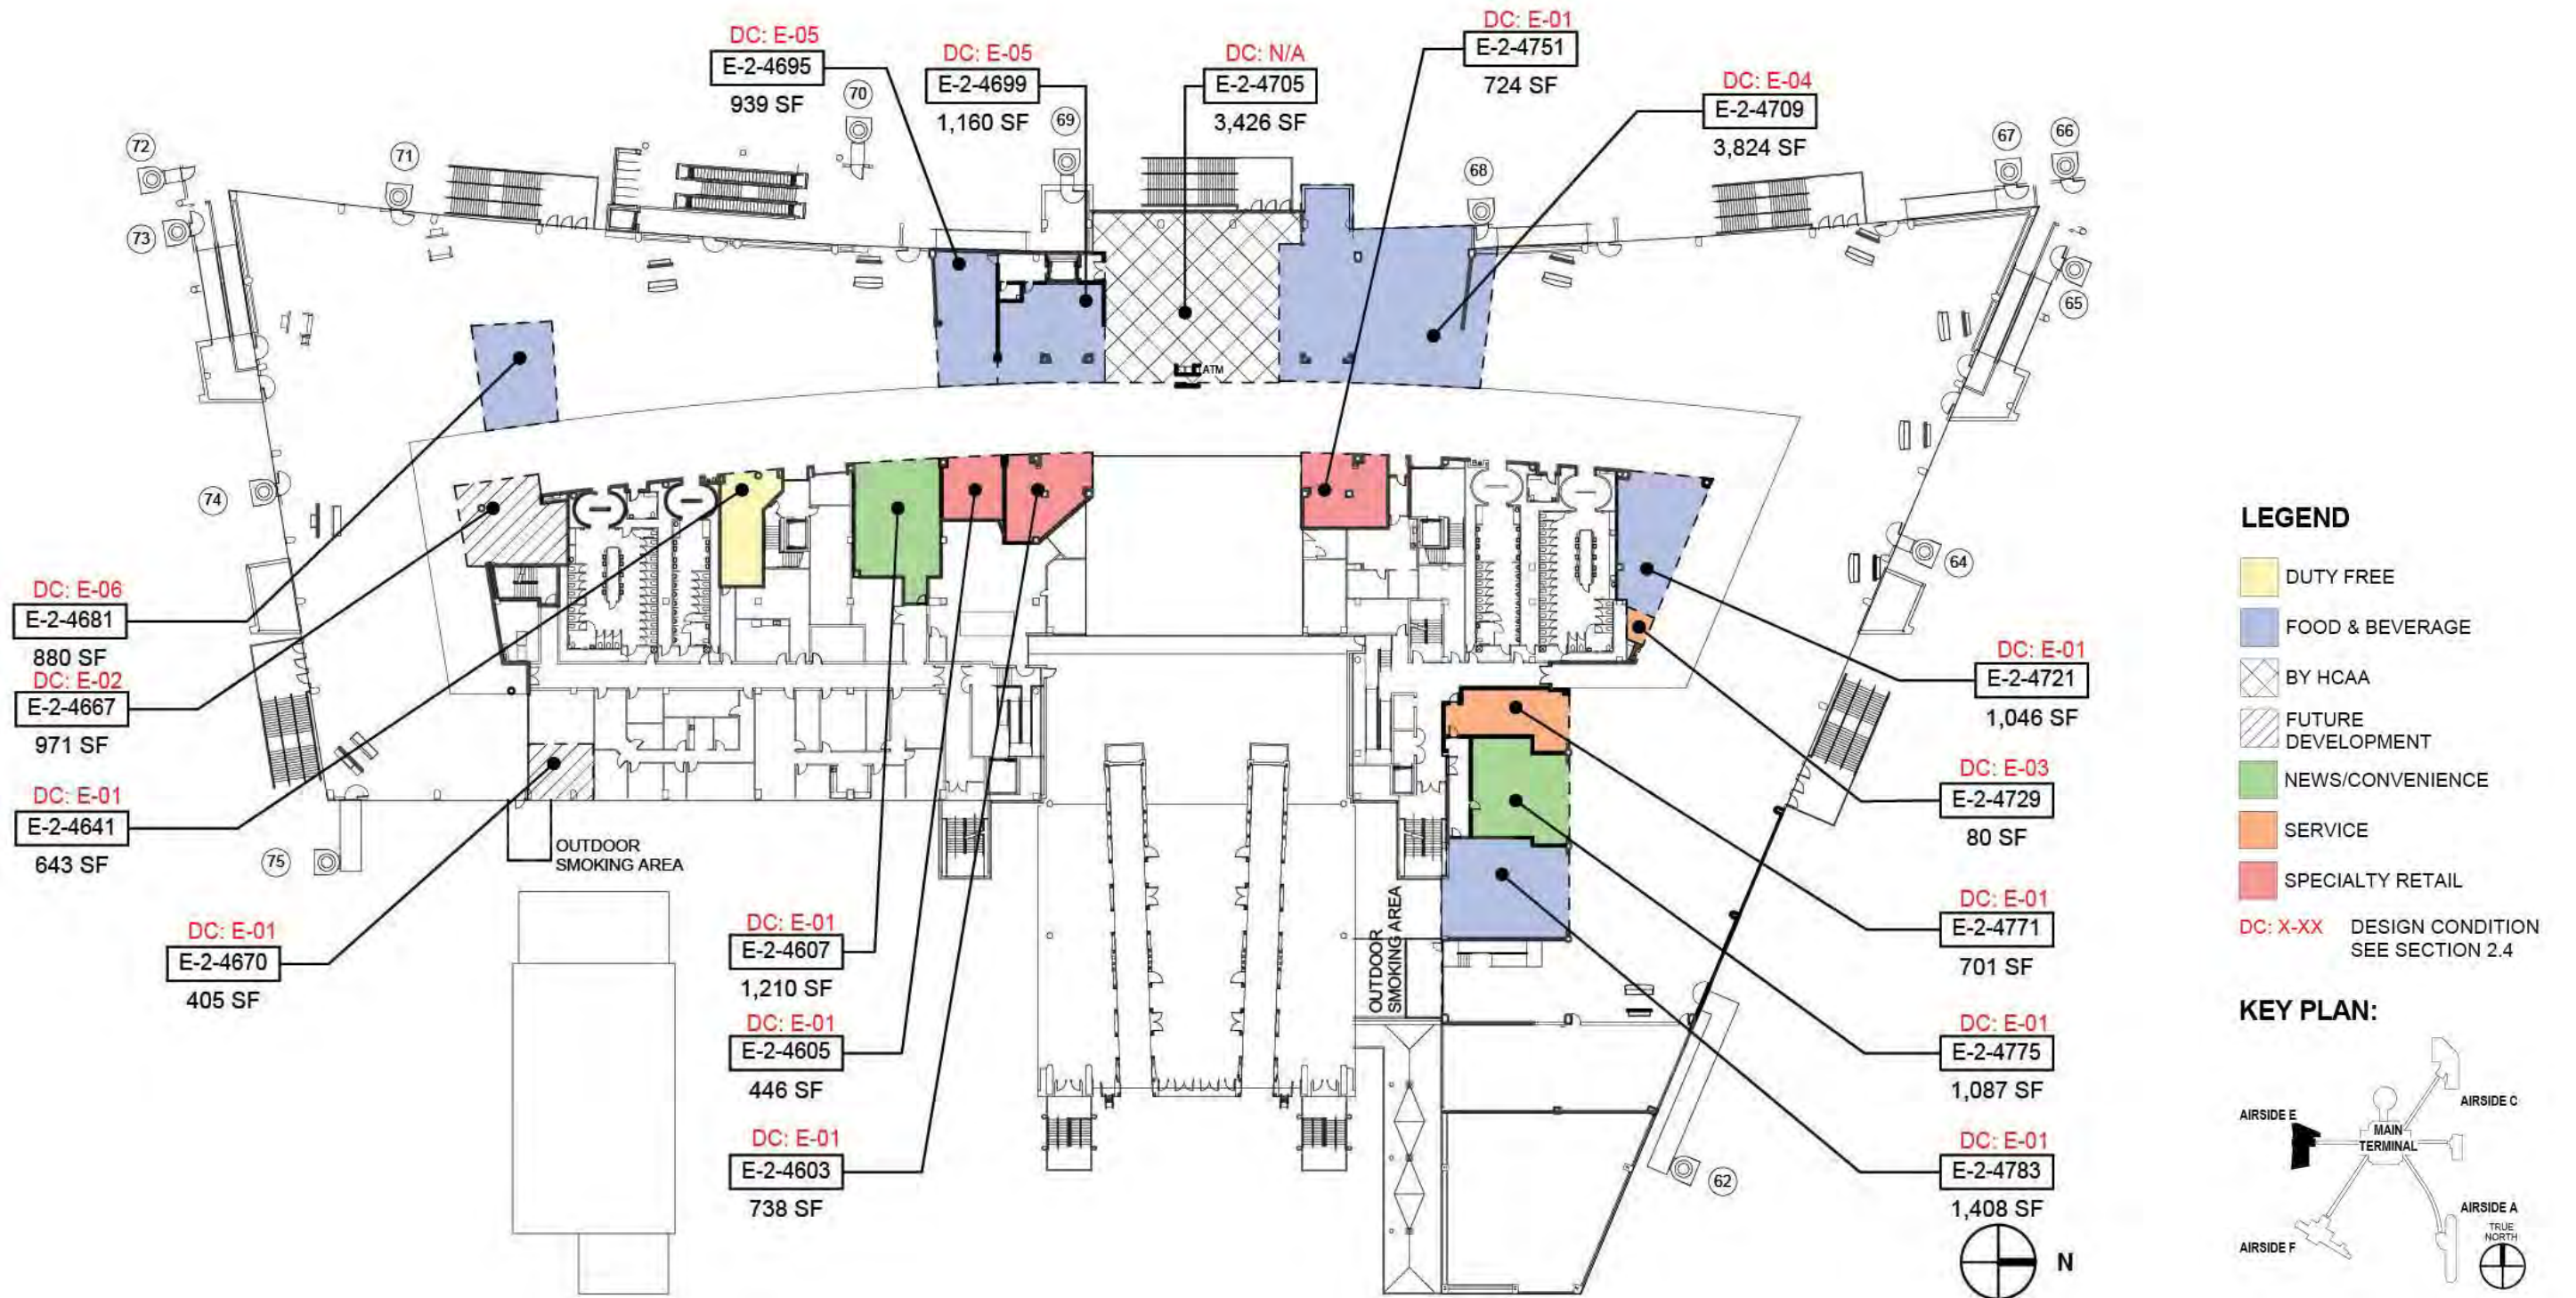 DC: E-05
E-2-4695
939 SF
DC: E-05
E-2-4699
1,160 SF
DC: N/A
E-2-4705
3,426 SF
DC: E-01
E-2-4751
724 SF
DC: E-04
E-2-4709
3,824 SF
72
73
71
70
69
68
67
66
65
74
64
75
62
ATM
DC: E-06
E-2-4681
880 SF
DC: E-02
E-2-4667
971 SF
DC: E-01
E-2-4641
643 SF
DC: E-01
E-2-4670
405 SF
OUTDOOR
SMOKING AREA
DC: E-01
E-2-4607
1,210 SF
DC: E-01
E-2-4605
446 SF
DC: E-01
E-2-4603
738 SF
OUTDOOR
SMOKING AREA
DC: E-01
E-2-4721
1,046 SF
DC: E-03
E-2-4729
80 SF
DC: E-01
E-2-4771
701 SF
DC: E-01
E-2-4775
1,087 SF
DC: E-01
E-2-4783
1,408 SF
N
LEGEND
DUTY FREE
FOOD & BEVERAGE
BY HCAA
FUTURE
DEVELOPMENT
NEWS/CONVENIENCE
SERVICE
SPECIALTY RETAIL
DC: X-XX DESIGN CONDITION
SEE SECTION 2.4
KEY PLAN:
AIRSIDE C
AIRSIDE E
MAIN
TERMINAL
AIRSIDE A
AIRSIDE F
TRUE
NORTH